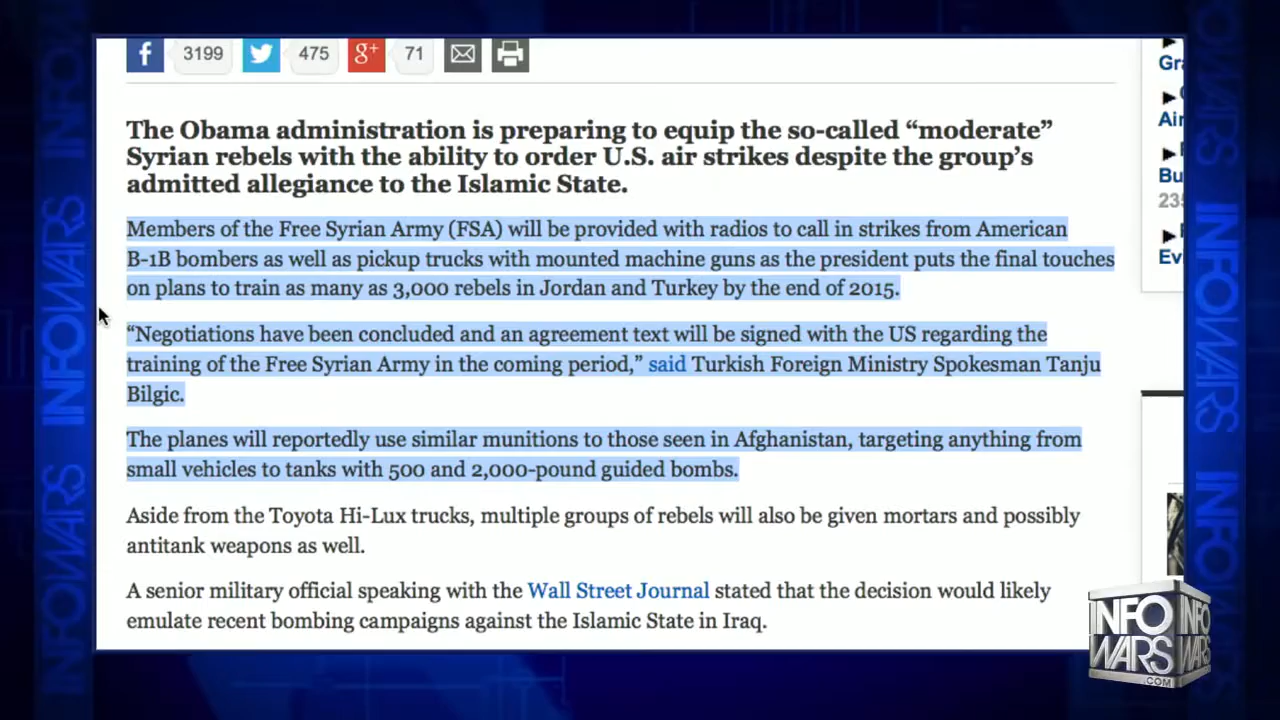 3199
475
g+
71
The Obama administration is preparing to equip the so-called “moderate”
Syrian rebels with the ability to order U.S. air strikes despite the group’s
admitted allegiance to the Islamic State.
Members of the Free Syrian Army (FSA) will be provided with radios to call in strikes from American
B-1B bombers as well as pickup trucks with mounted machine guns as the president puts the final touches
on plans to train as many as 3,000 rebels in Jordan and Turkey by the end of 2015.
“Negotiations have been concluded and an agreement text will be signed with the US regarding the
training of the Free Syrian Army in the coming period,” said Turkish Foreign Ministry Spokesman Tanju
Bilgic.
The planes will reportedly use similar munitions to those seen in Afghanistan, targeting anything from
small vehicles to tanks with 500 and 2,000-pound guided bombs.
Aside from the Toyota Hi-Lux trucks, multiple groups of rebels will also be given mortars and possibly
antitank weapons as well.
A senior military official speaking with the Wall Street Journal stated that the decision would likely
emulate recent bombing campaigns against the Islamic State in Iraq.
INFOWARS
INFOWARS
INFOWARS
INFOWARS
INFO
WARS
.COM
INFO
WARS